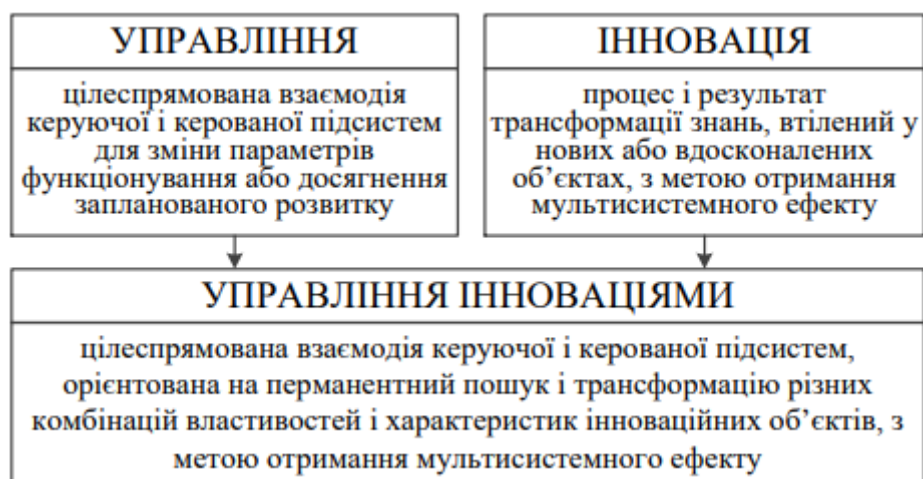 УПРАВЛІННЯ
цілеспрямована взаємодія
керуючої і керованої підсистем
для зміни параметрів
функціонування або досягнення
запланованого розвитку
ІННОВАЦІЯ
процес і результат
трансформації знань, втілений у
нових або вдосконалених
об’єктах, з метою отримання
мультисистемного ефекту
УПРАВЛІННЯ ІННОВАЦІЯМИ
цілеспрямована взаємодія керуючої і керованої підсистем,
орієнтована на перманентний пошук і трансформацію різних
комбінацій властивостей і характеристик інноваційних об’єктів, з
метою отримання мультисистемного ефекту